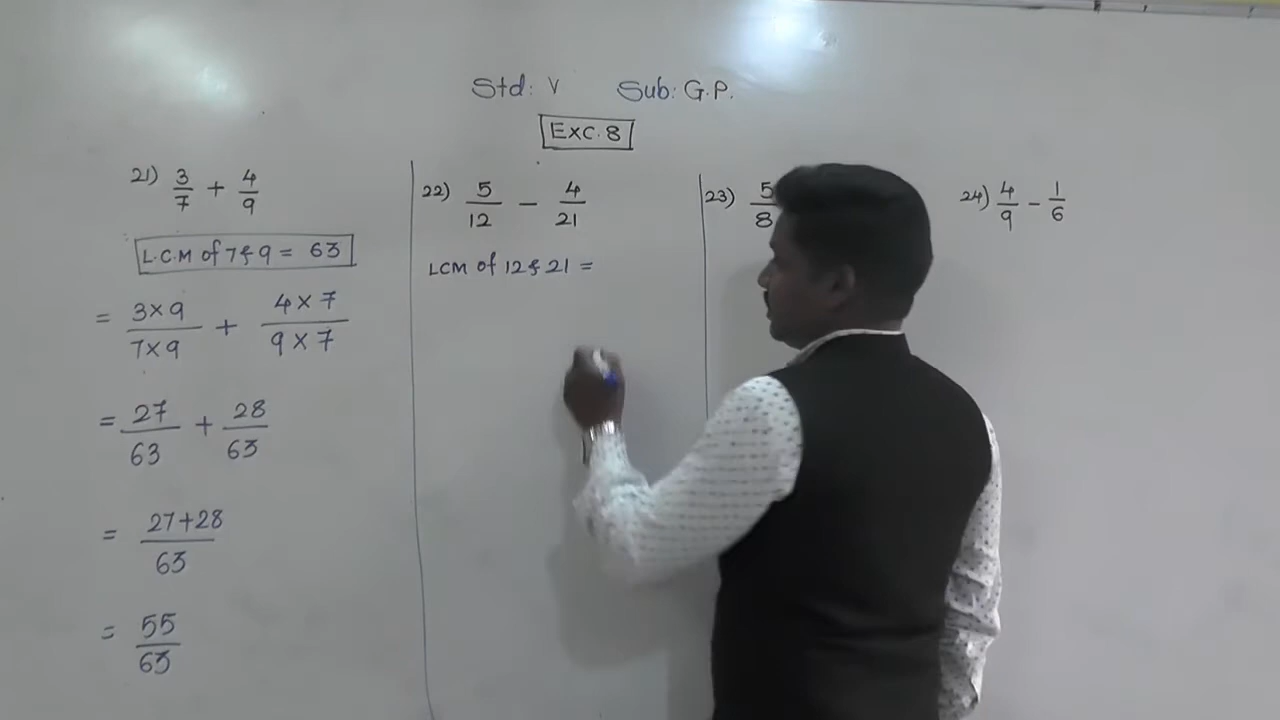 Std: V Sub: G.P.
Exc. 8
21) 3/7 + 4/9
L.C.M of 7 & 9 = 63
= 3×9/7×9 + 4×7/9×7
= 27/63 + 28/63
= 27+28/63
= 55/63
22) 5/12 - 4/21
LCM of 12 & 21 =
23) 5/8
24) 4/9 - 1/6